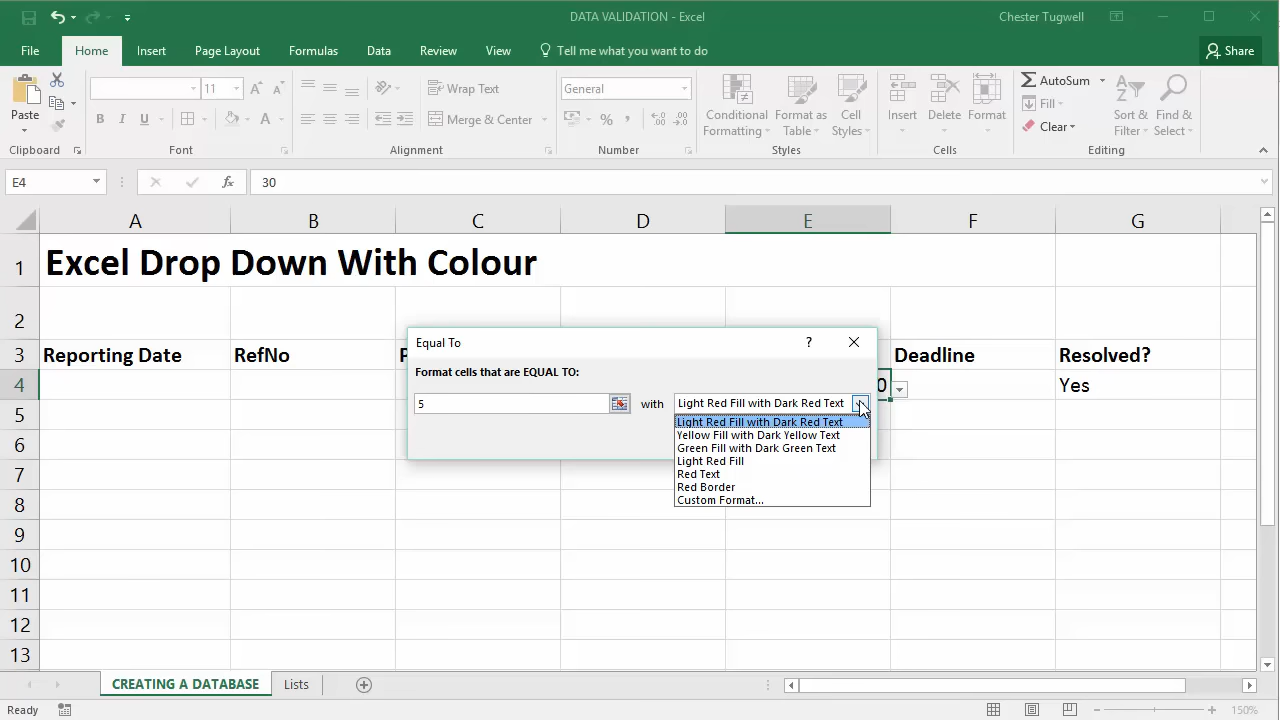 DATA VALIDATION - Excel
Chester Tugwell
File Home Insert Page Layout Formulas Data Review View Tell me what you want to do Share
Paste
Clipboard
11
B I U
A A
A
Font
Wrap Text
Merge & Center
Alignment
General
%
Number
Conditional Formatting
Format as Table
Cell Styles
Styles
Insert
Delete
Format
Cells
AutoSum
Fill
Clear
Sort & Filter
Find & Select
Editing
E4
fx
30
A B C D E F G
1 Excel Drop Down With Colour
2
3 Reporting Date RefNo P Deadline Resolved?
4 0 Yes
5
6
7
8
9
10
11
12
13
Equal To
?
Format cells that are EQUAL TO:
5 with Light Red Fill with Dark Red Text
Light Red Fill with Dark Red Text
Yellow Fill with Dark Yellow Text
Green Fill with Dark Green Text
Light Red Fill
Red Text
Red Border
Custom Format...
CREATING A DATABASE Lists
Ready
150%